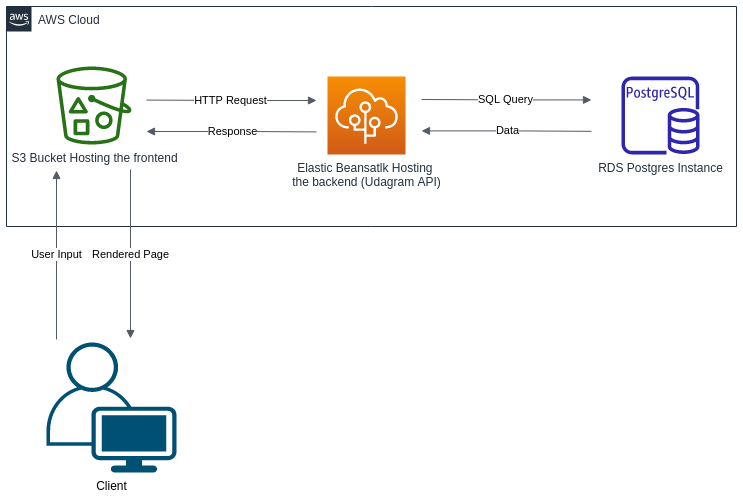 aws
AWS Cloud
PostgreSQL
HTTP Request
SQL Query
Response
Data
S3 Bucket Hosting the frontend
Elastic Beansatlk Hosting
the backend (Udagram API)
RDS Postgres Instance
User Input
Rendered Page
Client